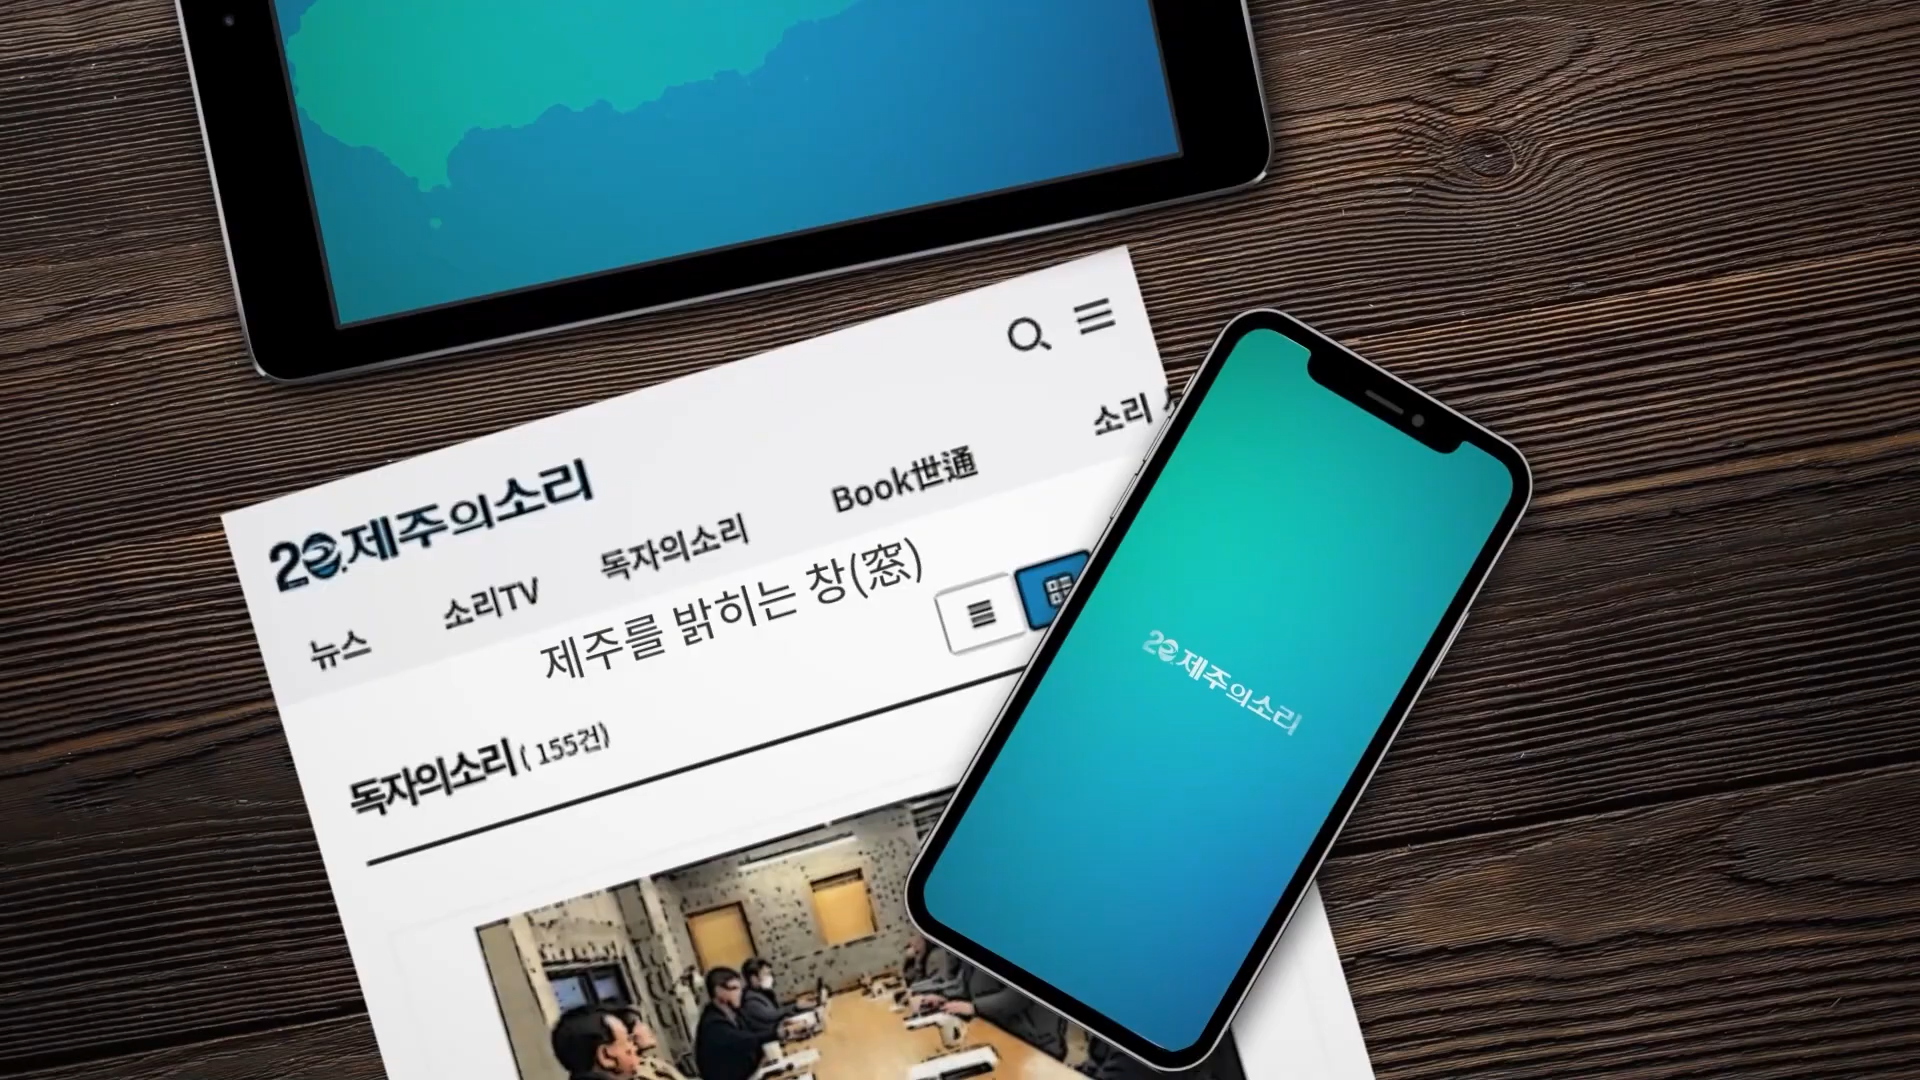 20.제주의소리
뉴스 소리TV 독자의소리 Book世通 소리
제주를 밝히는 창(窓)
독자의소리 ( 155건)
20.제주의소리